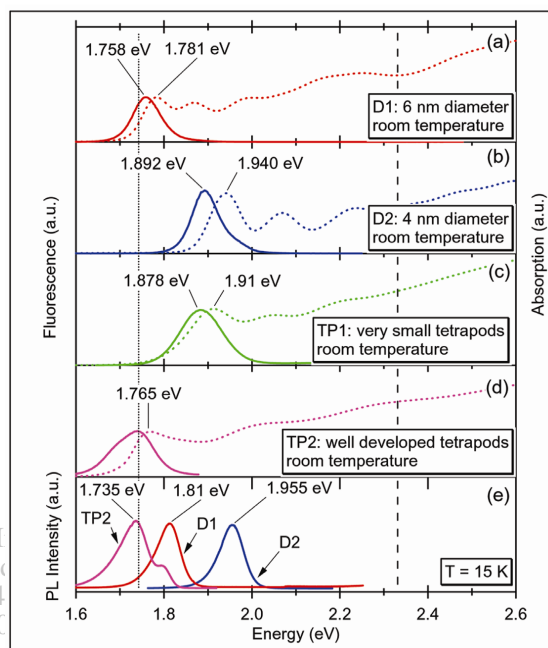 (a)
1.758 eV
1.781 eV
D1: 6 nm diameter
room temperature
(b)
1.892 eV
1.940 eV
D2: 4 nm diameter
room temperature
(c)
1.878 eV
1.91 eV
TP1: very small tetrapods
room temperature
(d)
1.765 eV
TP2: well developed tetrapods
room temperature
(e)
1.735 eV
1.81 eV
1.955 eV
TP2
D1
D2
T = 15 K
Fluorescence (a.u.)
PL Intensity (a.u.)
Absorption (a.u.)
1.6 1.8 2.0 2.2 2.4 2.6
Energy (eV)